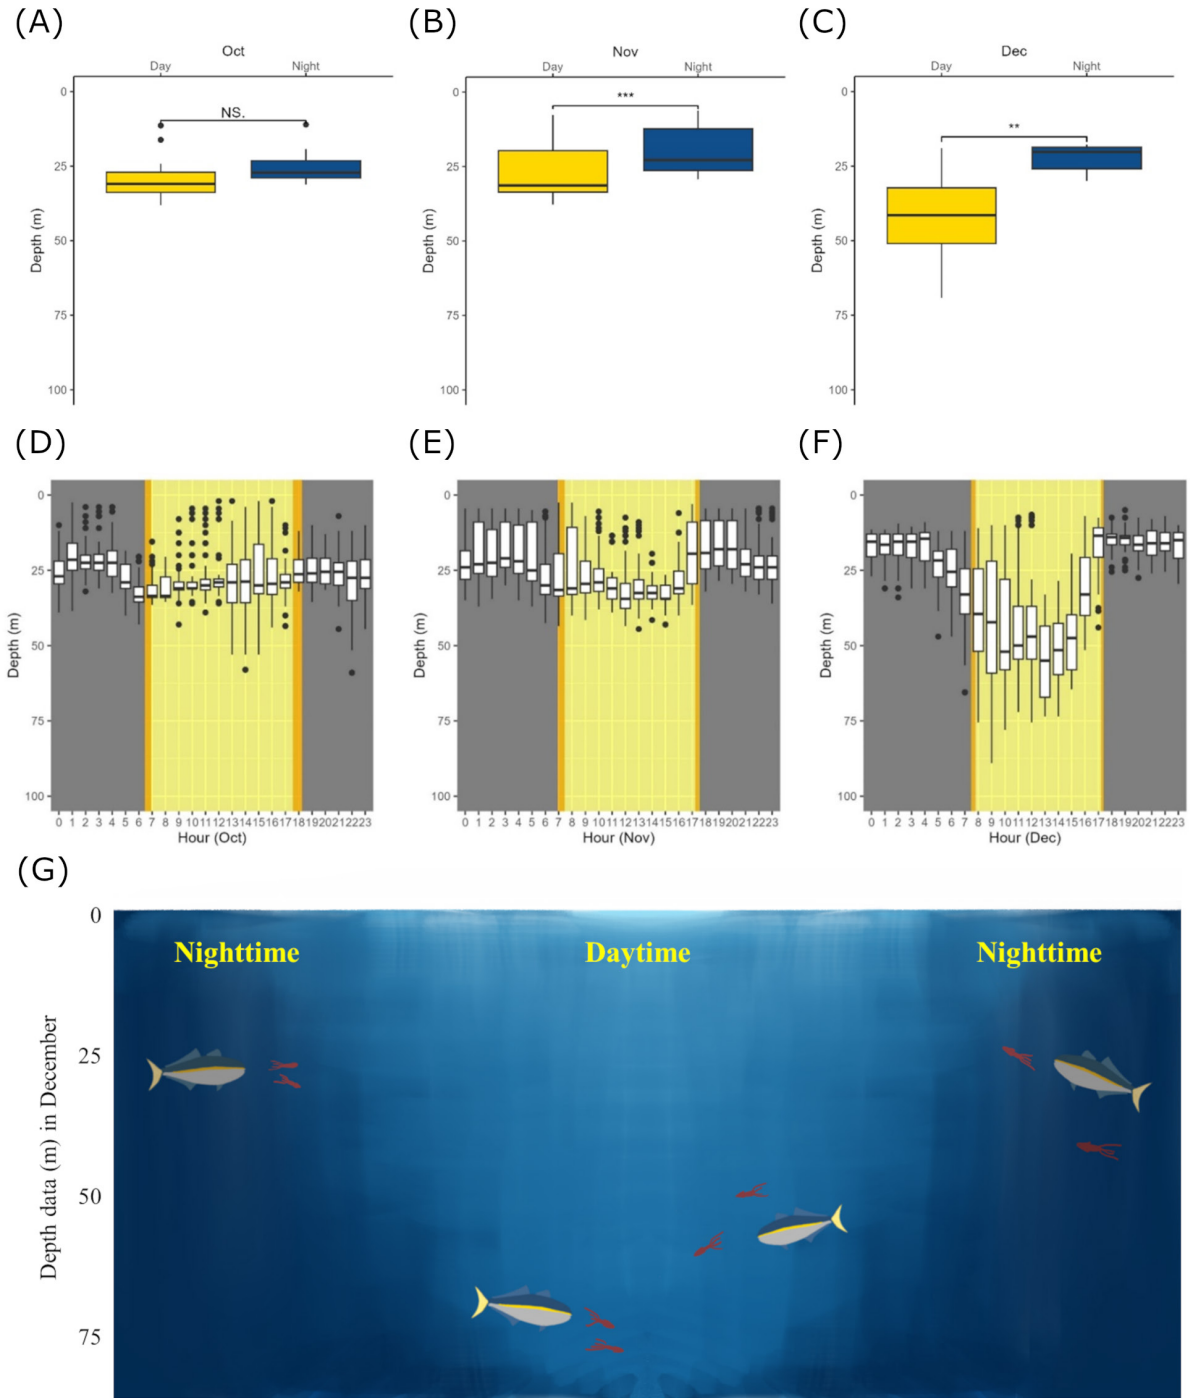 (A)
Oct
Day Night
0
25
50
75
100
Depth (m)
NS.
(B)
Nov
Day Night
0
25
50
75
100
Depth (m)
***
(C)
Dec
Day Night
0
25
50
75
100
Depth (m)
**
(D)
0
25
50
75
100
Depth (m)
0 1 2 3 4 5 6 7 8 9 10 11 12 13 14 15 16 17 18 19 20 21 22 23
Hour (Oct)
(E)
0
25
50
75
100
Depth (m)
0 1 2 3 4 5 6 7 8 9 10 11 12 13 14 15 16 17 18 19 20 21 22 23
Hour (Nov)
(F)
0
25
50
75
100
Depth (m)
0 1 2 3 4 5 6 7 8 9 10 11 12 13 14 15 16 17 18 19 20 21 22 23
Hour (Dec)
(G)
0
25
50
75
Depth data (m) in December
Nighttime Daytime Nighttime